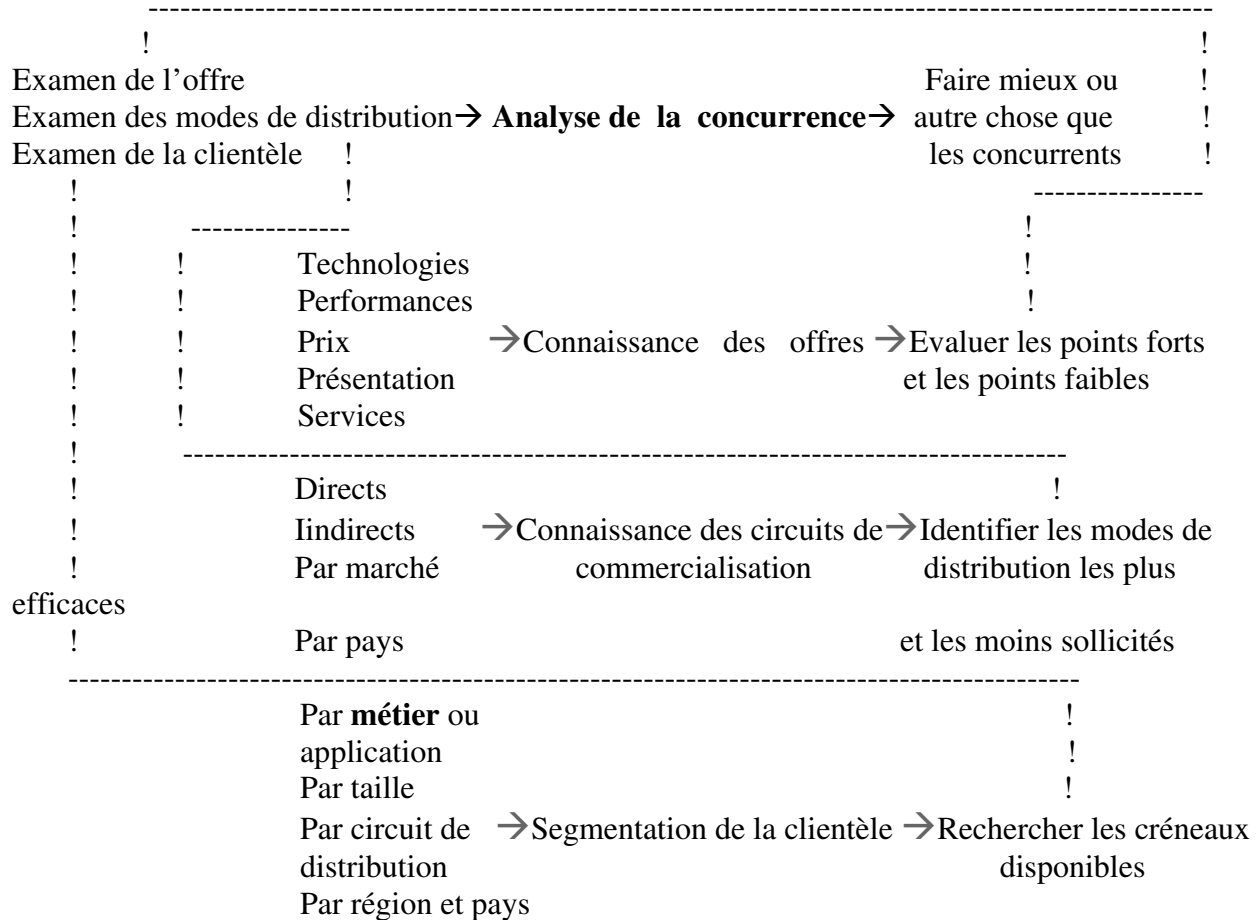 ----------------------------------------------------------------------------------------------------
! !
Examen de l’offre Faire mieux ou !
Examen des modes de distribution→ Analyse de la concurrence→ autre chose que !
Examen de la clientèle ! les concurrents !
! ! ----------------
! --------------- !
! ! Technologies !
! ! Performances !
! ! Prix →Connaissance des offres →Evaluer les points forts
! ! Présentation et les points faibles
! ! Services
! -----------------------------------------------------------------------------------
! Directs !
! Iindirects →Connaissance des circuits de→Identifier les modes de
! Par marché commercialisation distribution les plus
efficaces
! Par pays et les moins sollicités
-----------------------------------------------------------------------------------------------
Par métier ou !
application !
Par taille !
Par circuit de →Segmentation de la clientèle →Rechercher les créneaux
distribution disponibles
Par région et pays